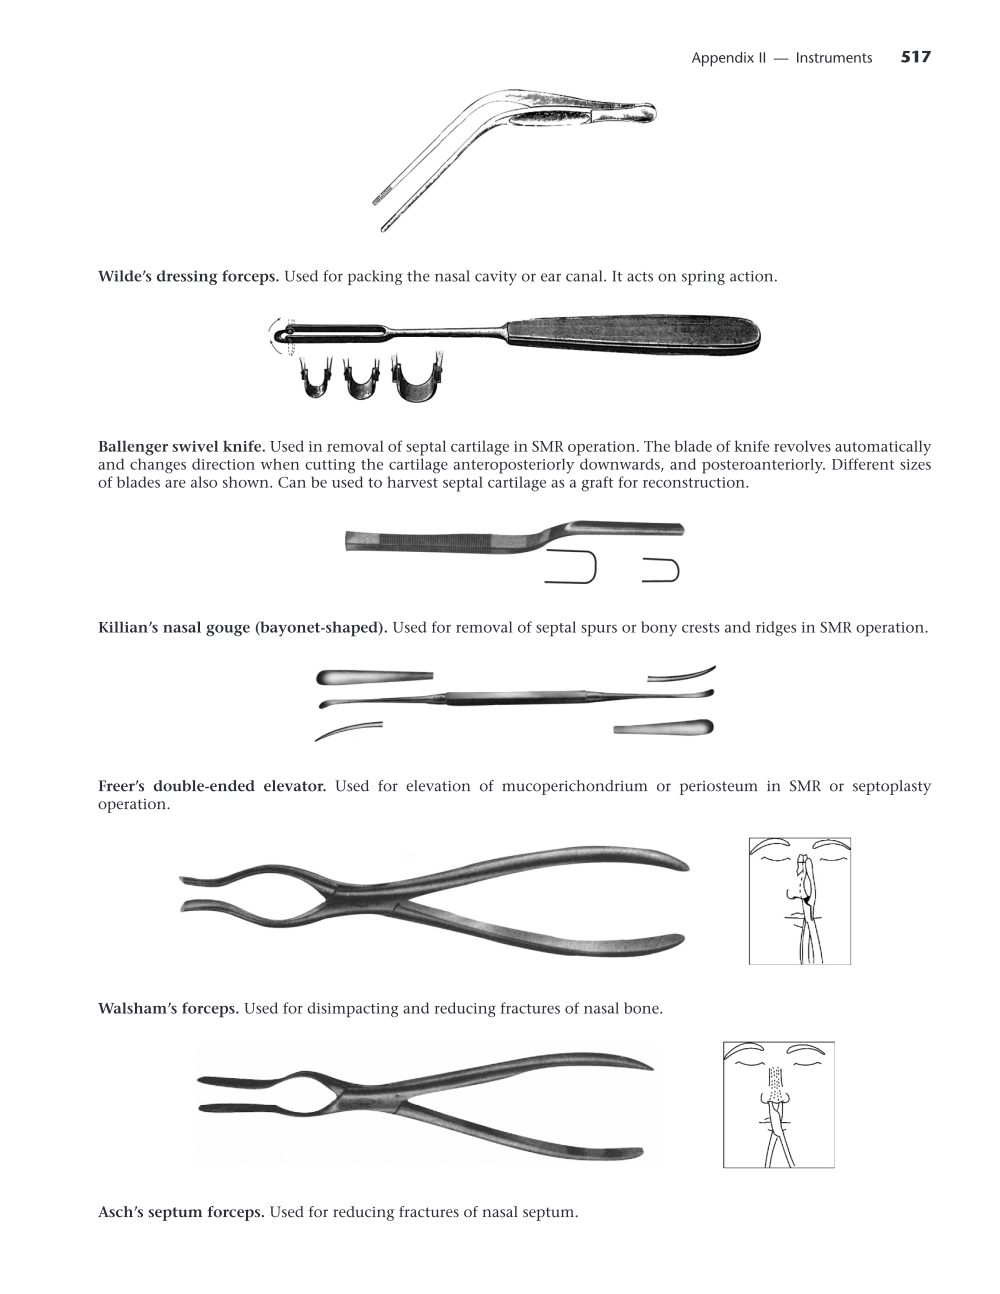 Appendix II — Instruments 517
Wilde’s dressing forceps. Used for packing the nasal cavity or ear canal. It acts on spring action.
Ballenger swivel knife. Used in removal of septal cartilage in SMR operation. The blade of knife revolves automatically
and changes direction when cutting the cartilage anteroposteriorly downwards, and posteroanteriorly. Different sizes
of blades are also shown. Can be used to harvest septal cartilage as a graft for reconstruction.
Killian’s nasal gouge (bayonet-shaped). Used for removal of septal spurs or bony crests and ridges in SMR operation.
Freer’s double-ended elevator. Used for elevation of mucoperichondrium or periosteum in SMR or septoplasty
operation.
Walsham’s forceps. Used for disimpacting and reducing fractures of nasal bone.
Asch’s septum forceps. Used for reducing fractures of nasal septum.